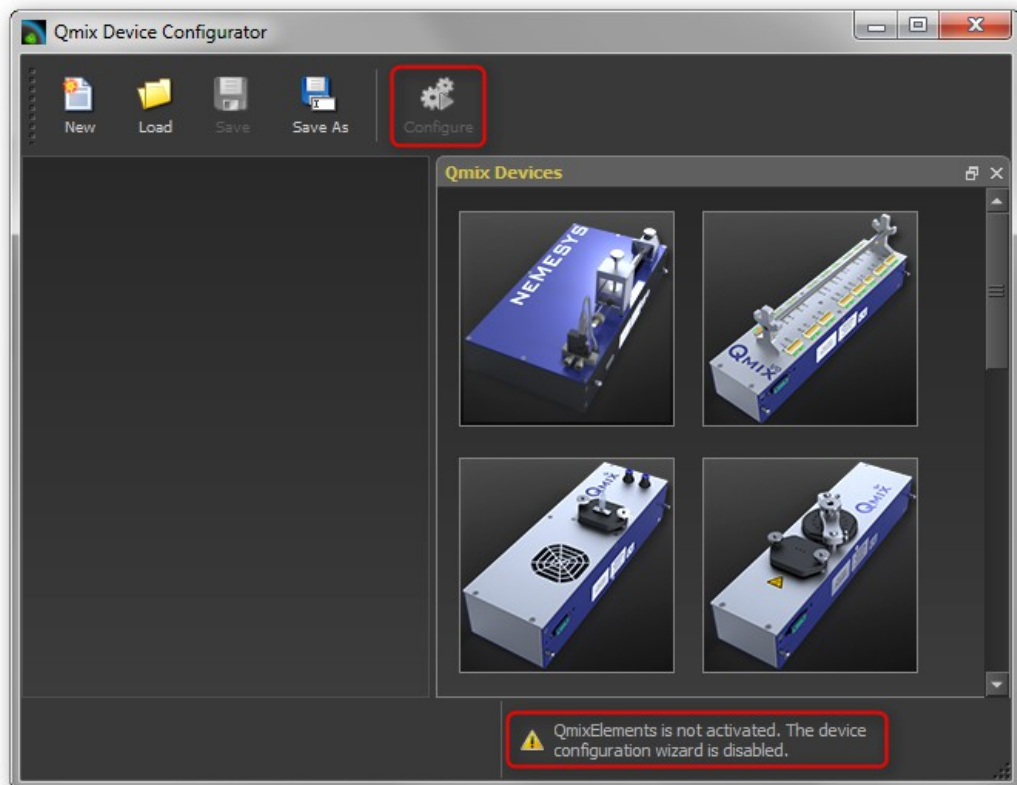 Qmix Device Configurator
New
Load
Save
Save As
Configure
Qmix Devices
NEMESYS
QMIX
QMIX
QMIX
QmixElements is not activated. The device
configuration wizard is disabled.